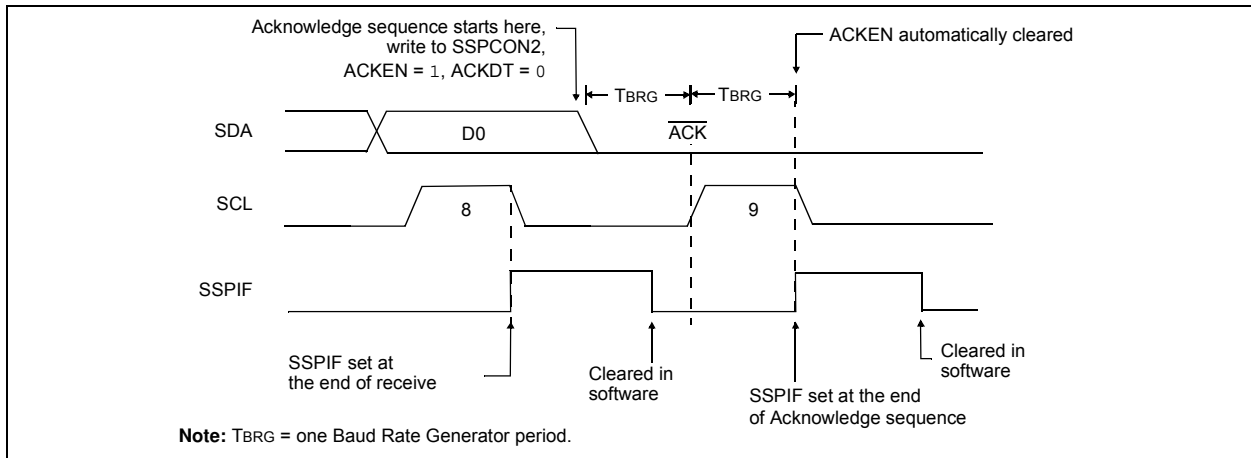 Acknowledge sequence starts here,
write to SSPCON2,
ACKEN = 1, ACKDT = 0
ACKEN automatically cleared
TBRG
TBRG
SDA
D0
ACK
SCL
8
9
SSPIF
SSPIF set at
the end of receive
Cleared in
software
SSPIF set at the end
of Acknowledge sequence
Cleared in
software
Note: TBRG = one Baud Rate Generator period.